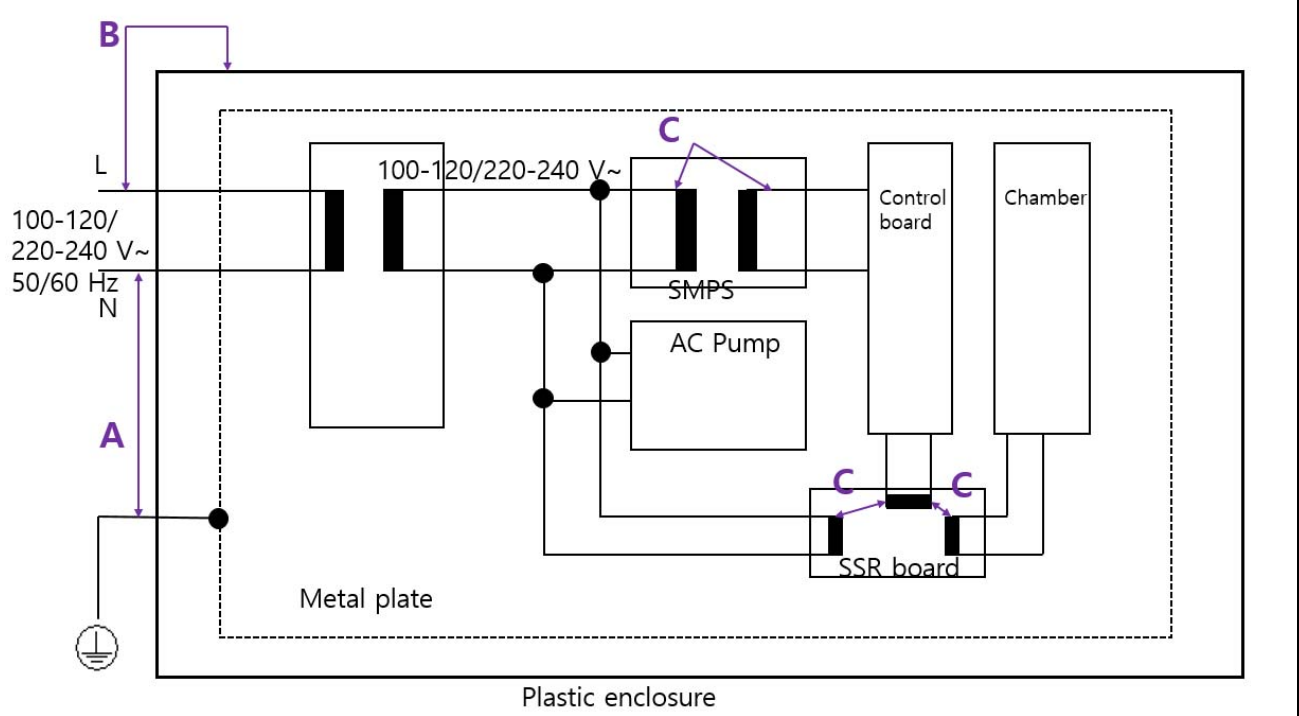 B
L
100-120/
220-240 V~
50/60 Hz
N
A
100-120/220-240 V~
C
SMPS
AC Pump
Control
board
Chamber
C
C
SSR board
Metal plate
Plastic enclosure